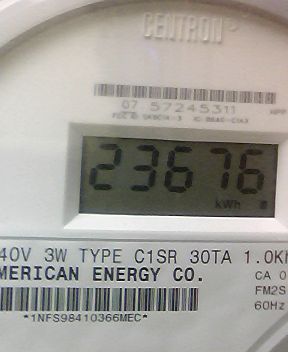 CENTRON®
07 57245311
23676
kWh
40V 3W TYPE C1SR 30TA 1.0Kh
MERICAN ENERGY CO.
CA 0
FM2S
60Hz
*1NFS98410366MEC*